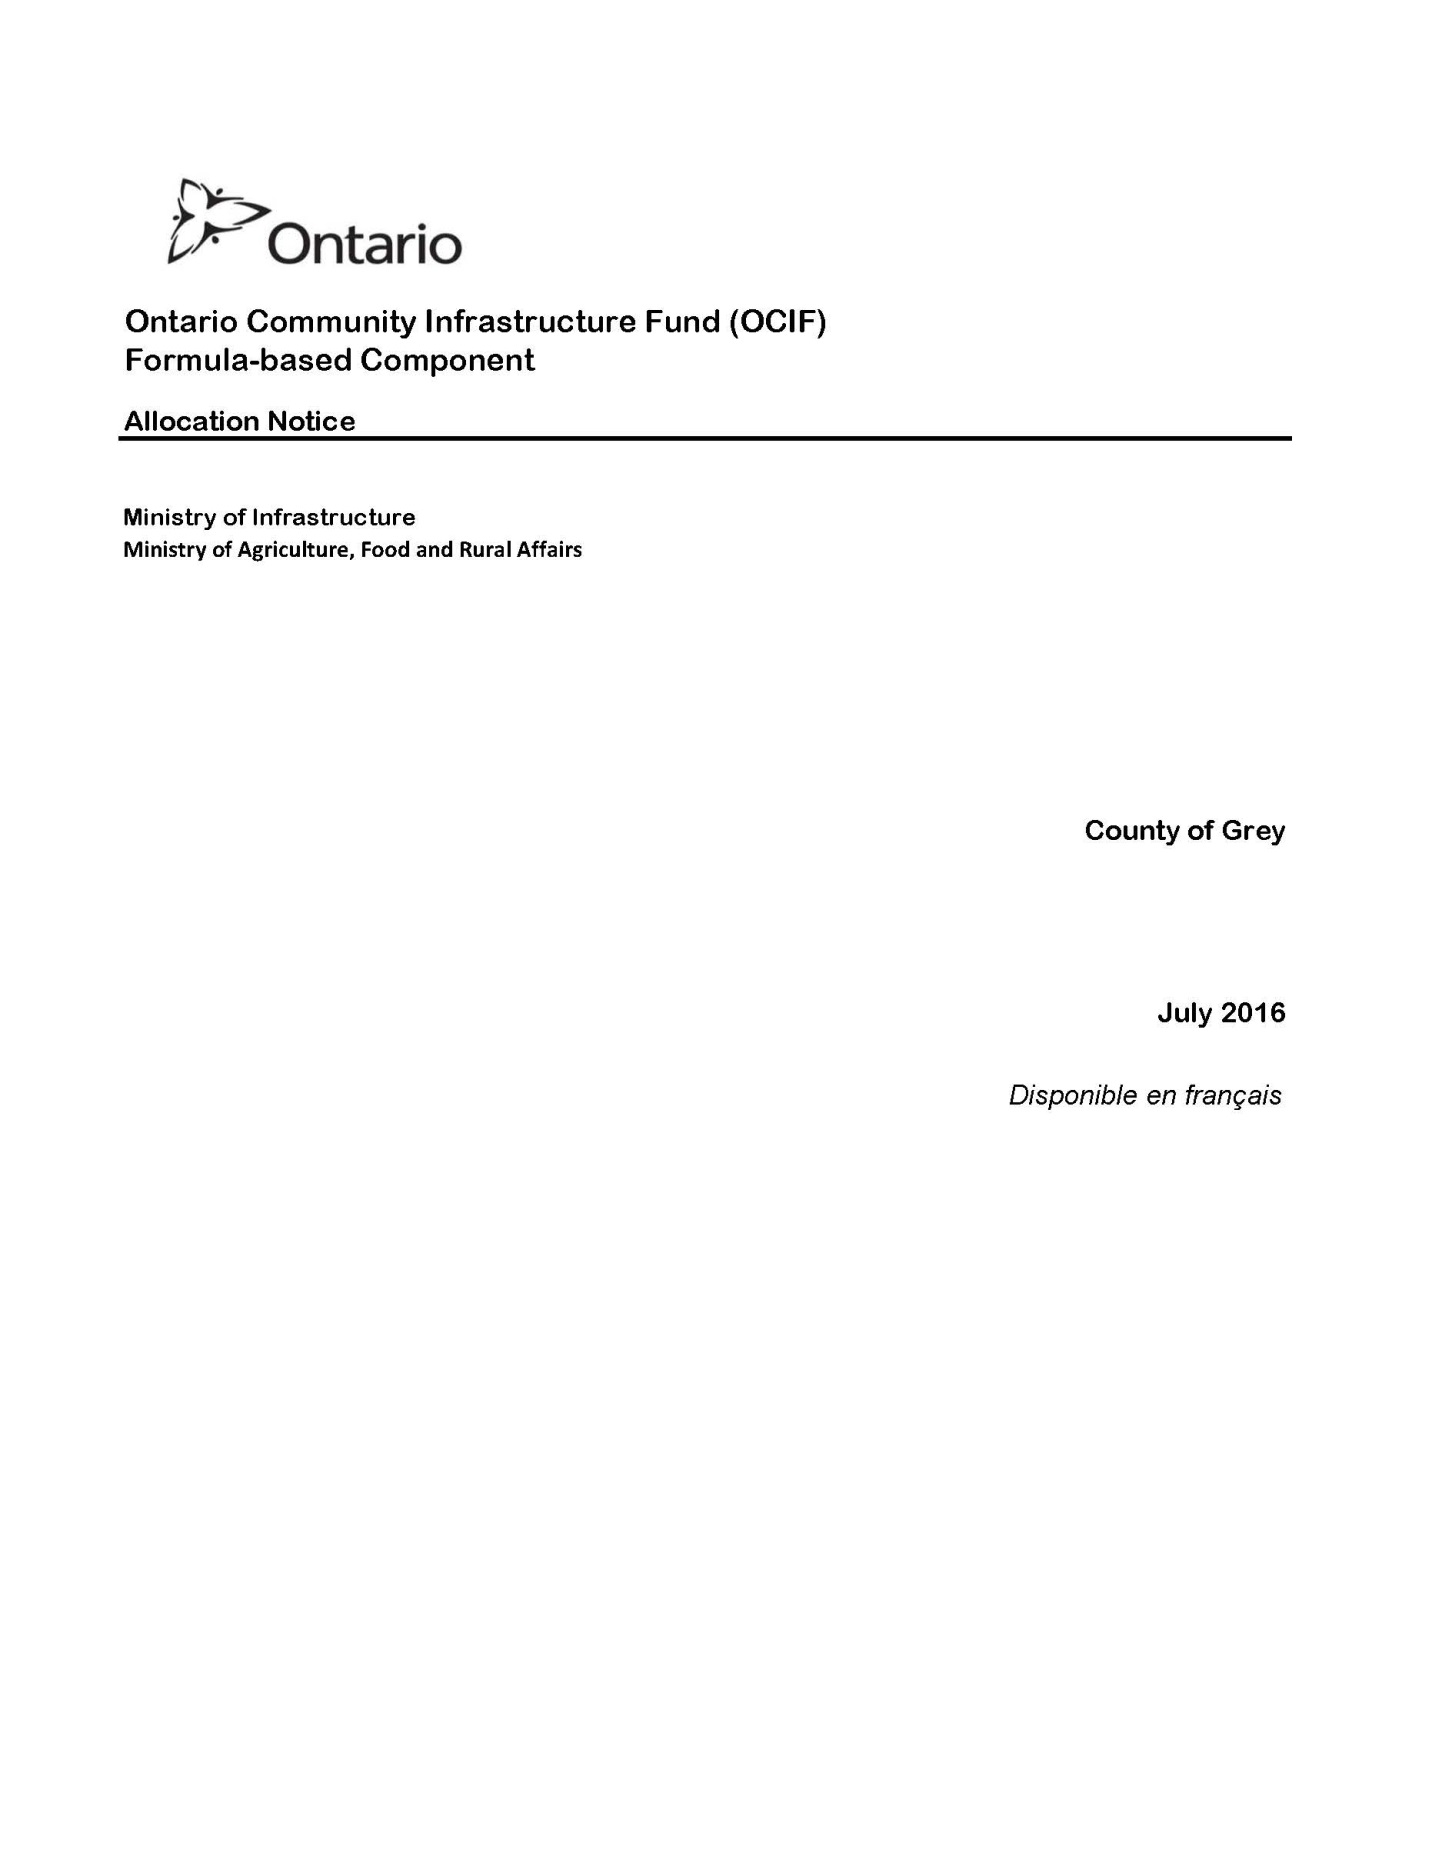 Ontario
Ontario Community Infrastructure Fund (OCIF)
Formula-based Component
Allocation Notice
Ministry of Infrastructure
Ministry of Agriculture, Food and Rural Affairs
County of Grey
July 2016
Disponible en français